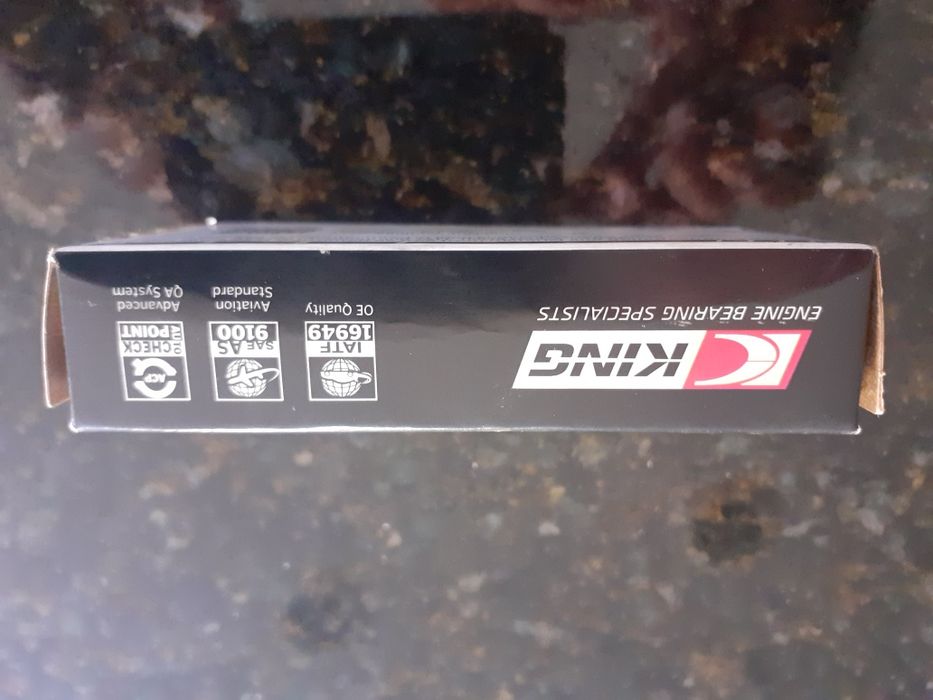 KING
ENGINE BEARING SPECIALISTS
IATF
16949
OE Quality
SAE AS
9100
Aviation
Standard
ACP
CHECK
POINT
Advanced
QA System